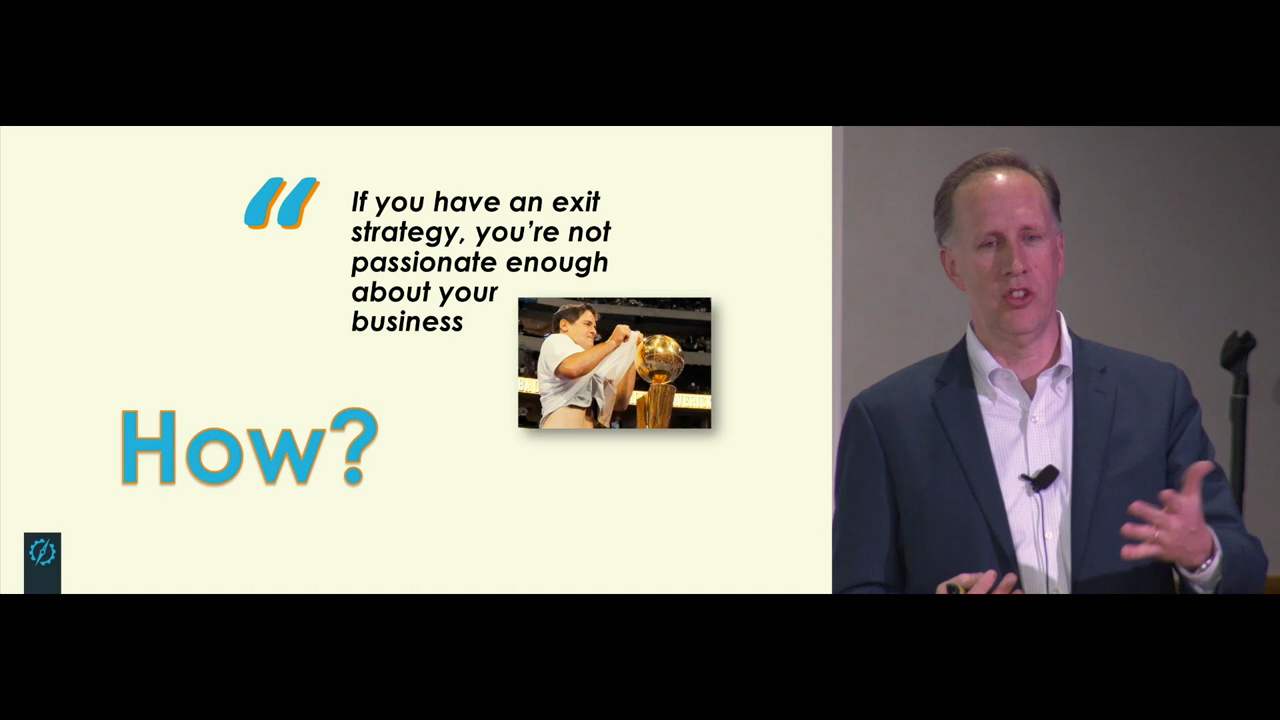 “
If you have an exit
strategy, you’re not
passionate enough
about your
business
How?